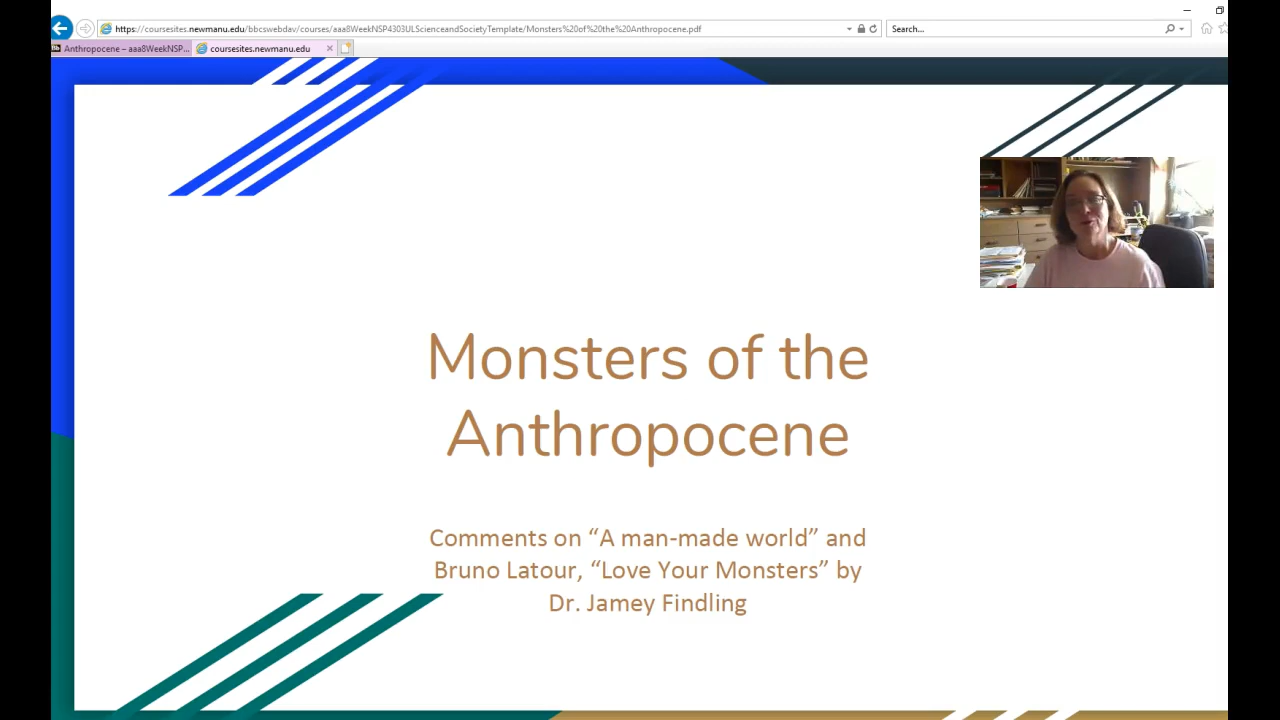 https://coursesites.newmanu.edu/bbcswebdav/courses/aaa8WeekNSP4303ULScienceandSocietyTemplate/Monsters%20of%20the%20Anthropocene.pdf
Search...
Bb Anthropocene – aaa8WeekNSP...
coursesites.newmanu.edu
Monsters of the
Anthropocene
Comments on “A man-made world” and
Bruno Latour, “Love Your Monsters” by
Dr. Jamey Findling